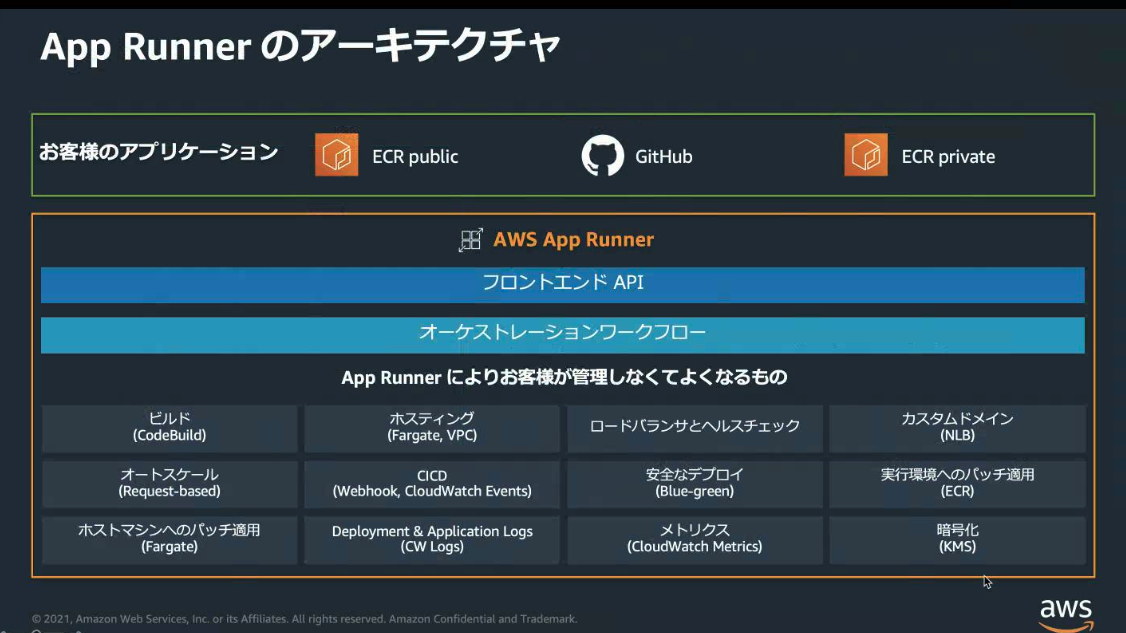 App Runner のアーキテクチャ
お客様のアプリケーション
ECR public
GitHub
ECR private
AWS App Runner
フロントエンド API
オーケストレーションワークフロー
App Runner によりお客様が管理しなくてよくなるもの
ビルド
(CodeBuild)
ホスティング
(Fargate, VPC)
ロードバランサとヘルスチェック
カスタムドメイン
(NLB)
オートスケール
(Request-based)
CICD
(Webhook, CloudWatch Events)
安全なデプロイ
(Blue-green)
実行環境へのパッチ適用
(ECR)
ホストマシンへのパッチ適用
(Fargate)
Deployment & Application Logs
(CW Logs)
メトリクス
(CloudWatch Metrics)
暗号化
(KMS)
© 2021, Amazon Web Services, Inc. or its Affiliates. All rights reserved. Amazon Confidential and Trademark.
aws